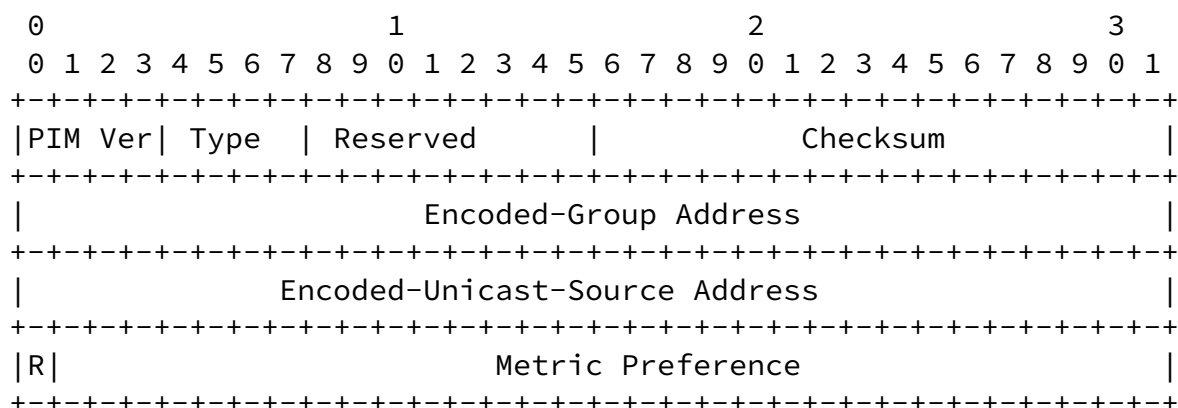 0                   1                   2                   3
 0 1 2 3 4 5 6 7 8 9 0 1 2 3 4 5 6 7 8 9 0 1 2 3 4 5 6 7 8 9 0 1
+-+-+-+-+-+-+-+-+-+-+-+-+-+-+-+-+-+-+-+-+-+-+-+-+-+-+-+-+-+-+-+-+
|PIM Ver| Type  | Reserved      |           Checksum            |
+-+-+-+-+-+-+-+-+-+-+-+-+-+-+-+-+-+-+-+-+-+-+-+-+-+-+-+-+-+-+-+-+
|                      Encoded-Group Address                    |
+-+-+-+-+-+-+-+-+-+-+-+-+-+-+-+-+-+-+-+-+-+-+-+-+-+-+-+-+-+-+-+-+
|              Encoded-Unicast-Source Address                   |
+-+-+-+-+-+-+-+-+-+-+-+-+-+-+-+-+-+-+-+-+-+-+-+-+-+-+-+-+-+-+-+-+
|R|                        Metric Preference                    |
+-+-+-+-+-+-+-+-+-+-+-+-+-+-+-+-+-+-+-+-+-+-+-+-+-+-+-+-+-+-+-+-+